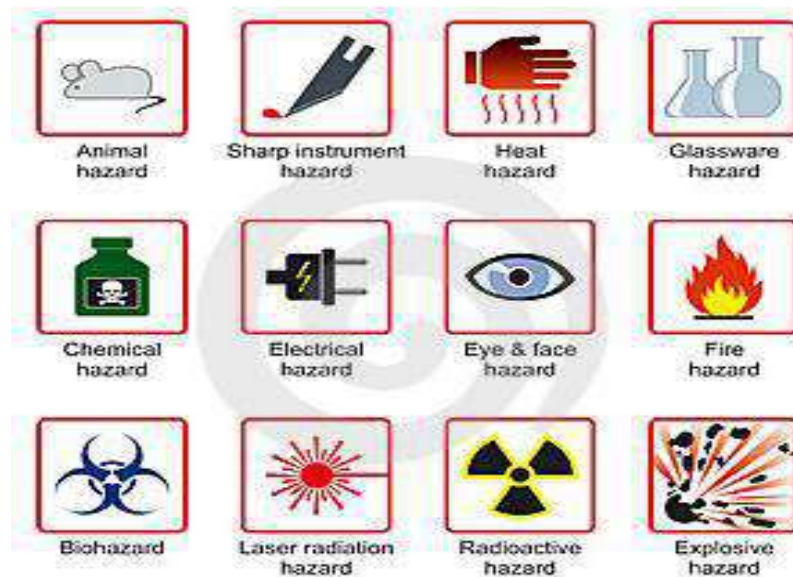 Animal
hazard
Sharp instrument
hazard
Heat
hazard
Glassware
hazard
Chemical
hazard
Electrical
hazard
Eye & face
hazard
Fire
hazard
Biohazard
Laser radiation
hazard
Radioactive
hazard
Explosive
hazard